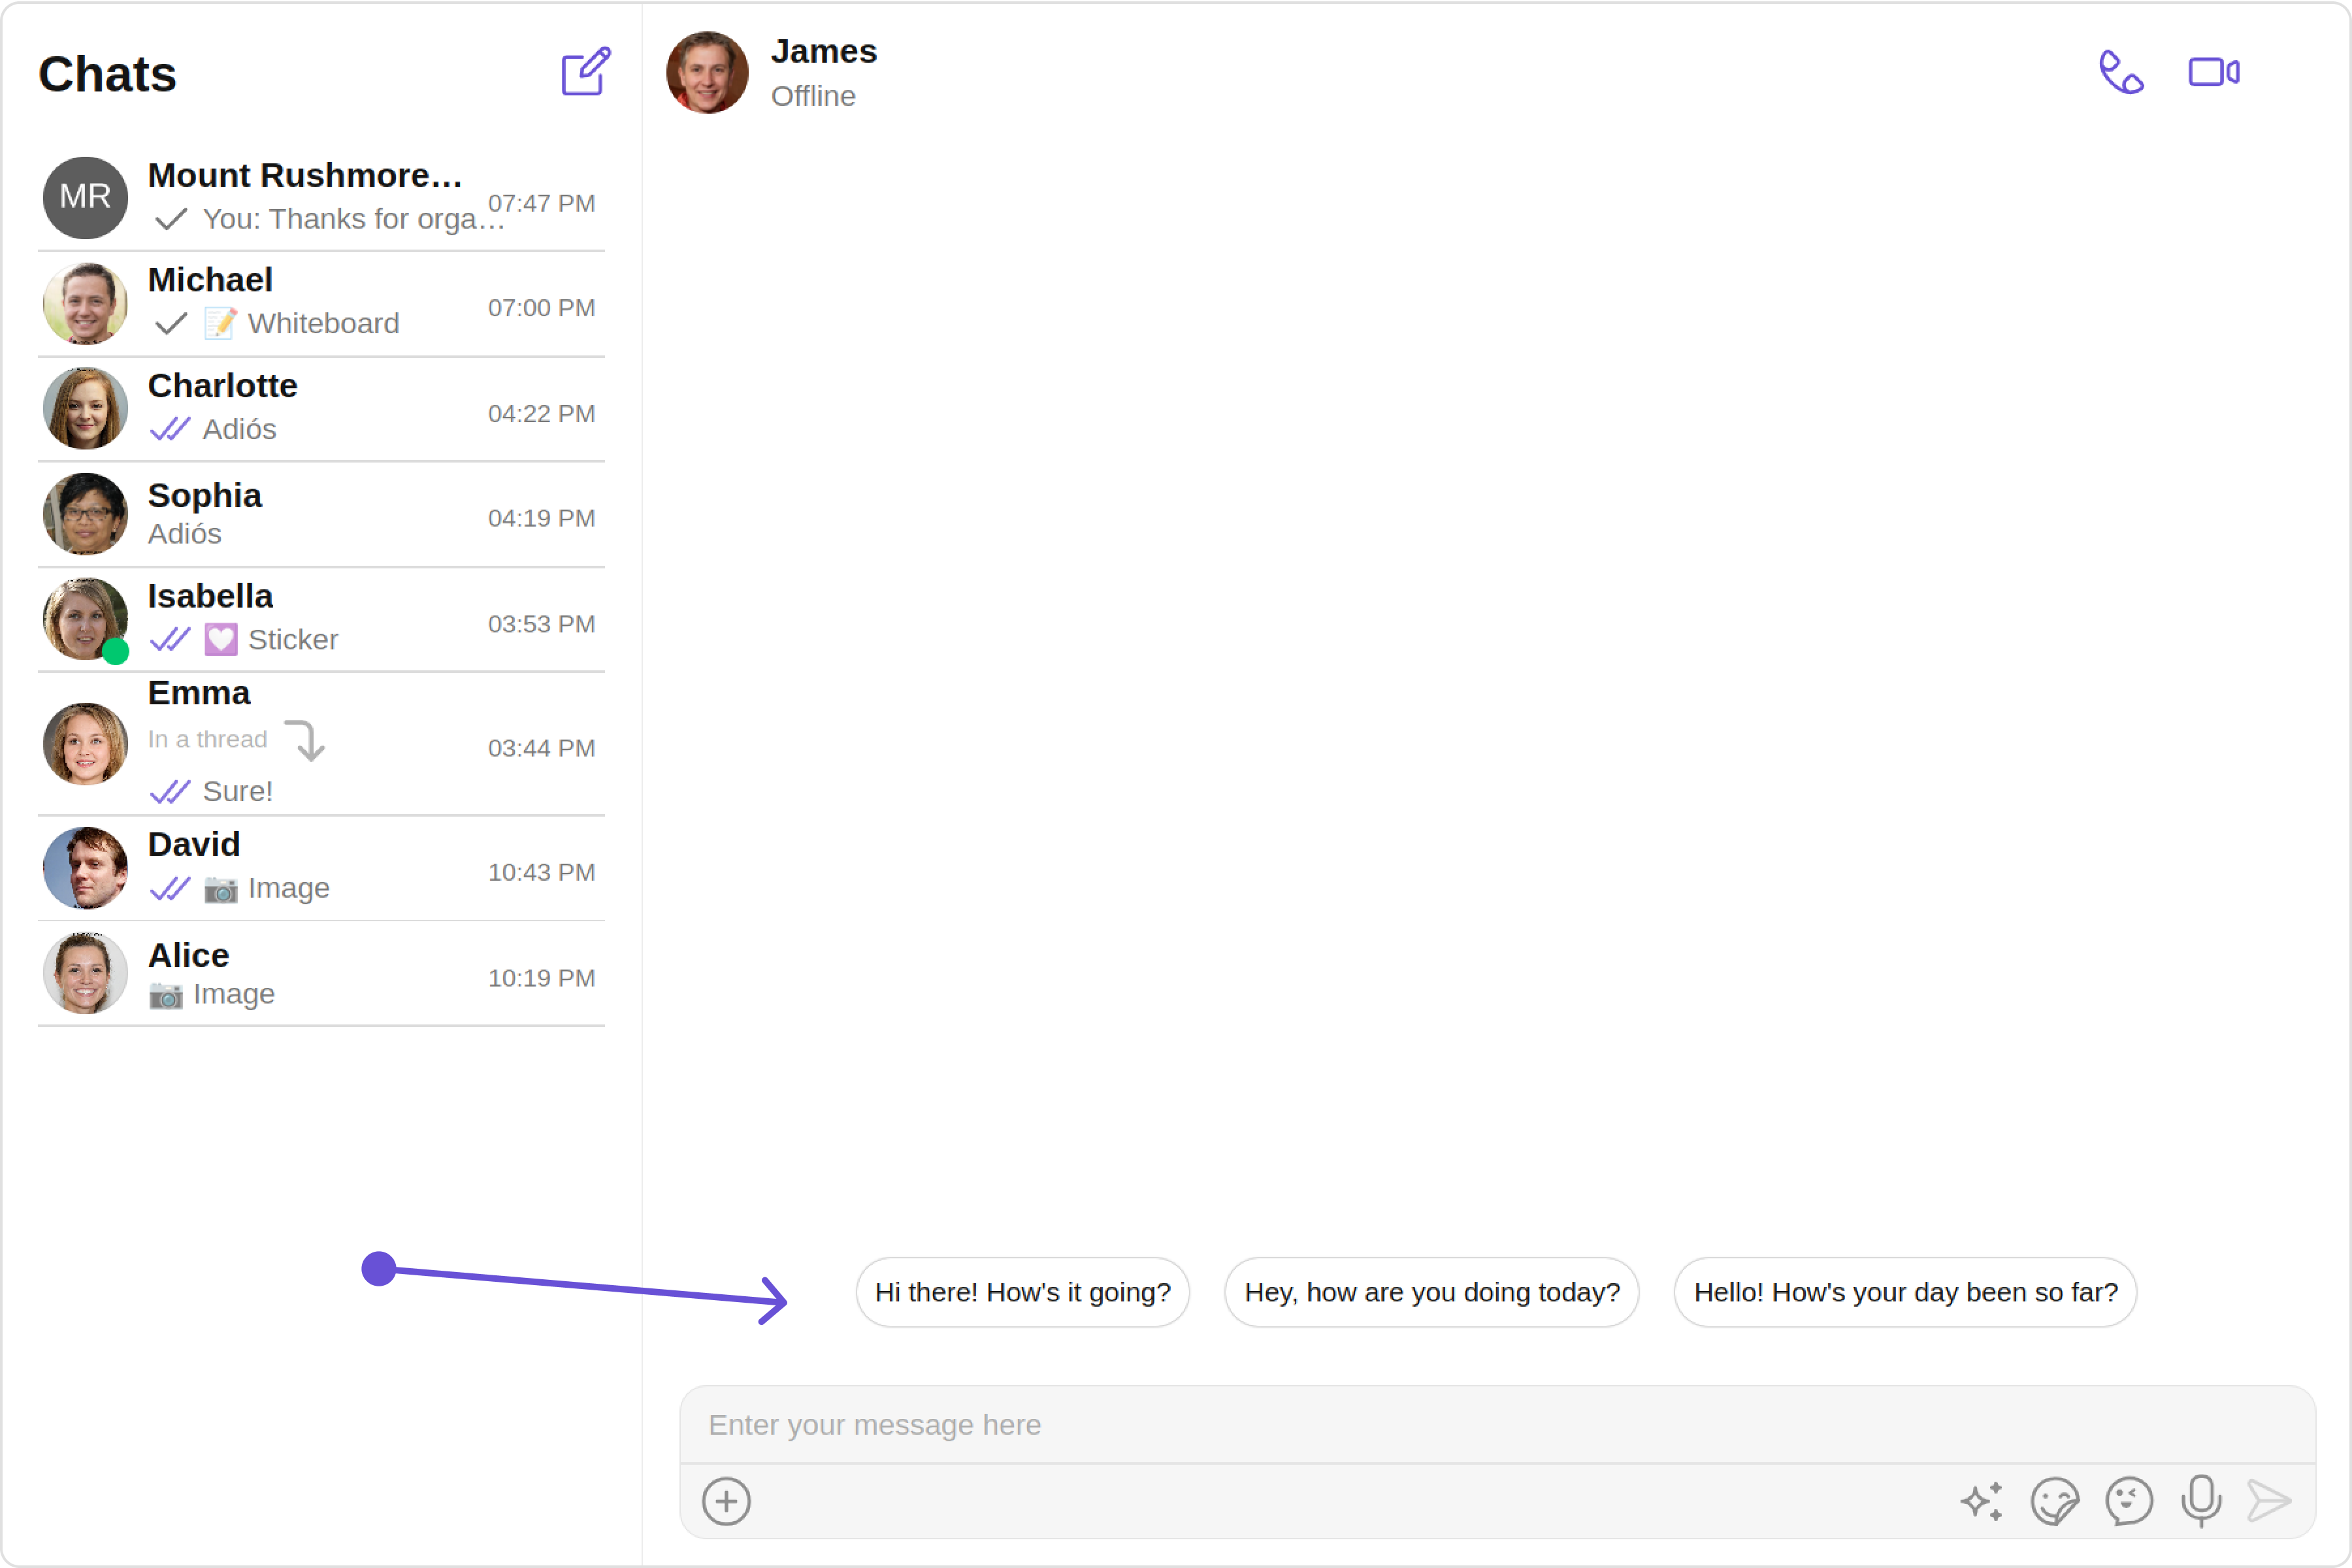 Chats
MR
Mount Rushmore…
You: Thanks for orga…
07:47 PM
Michael
📝 Whiteboard
07:00 PM
Charlotte
Adiós
04:22 PM
Sophia
Adiós
04:19 PM
Isabella
💟 Sticker
03:53 PM
Emma
In a thread
Sure!
03:44 PM
David
📷 Image
10:43 PM
Alice
📷 Image
10:19 PM
James
Offline
Hi there! How's it going?
Hey, how are you doing today?
Hello! How's your day been so far?
Enter your message here